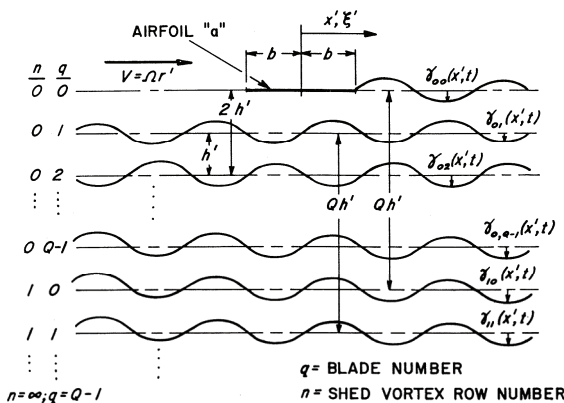 AIRFOIL "a"
x', ξ'
b b
n q
V=Ωr'
0 0
2h'
γ₀₀(x',t)
0 1
γ₀₁(x',t)
h'
0 2
γ₀₂(x',t)
Qh' Qh'
0 Q-1
γ₀,Q-1(x',t)
1 0
γ₁₀(x',t)
1 1
γ₁₁(x',t)
n=∞; q=Q-1
q = BLADE NUMBER
n = SHED VORTEX ROW NUMBER